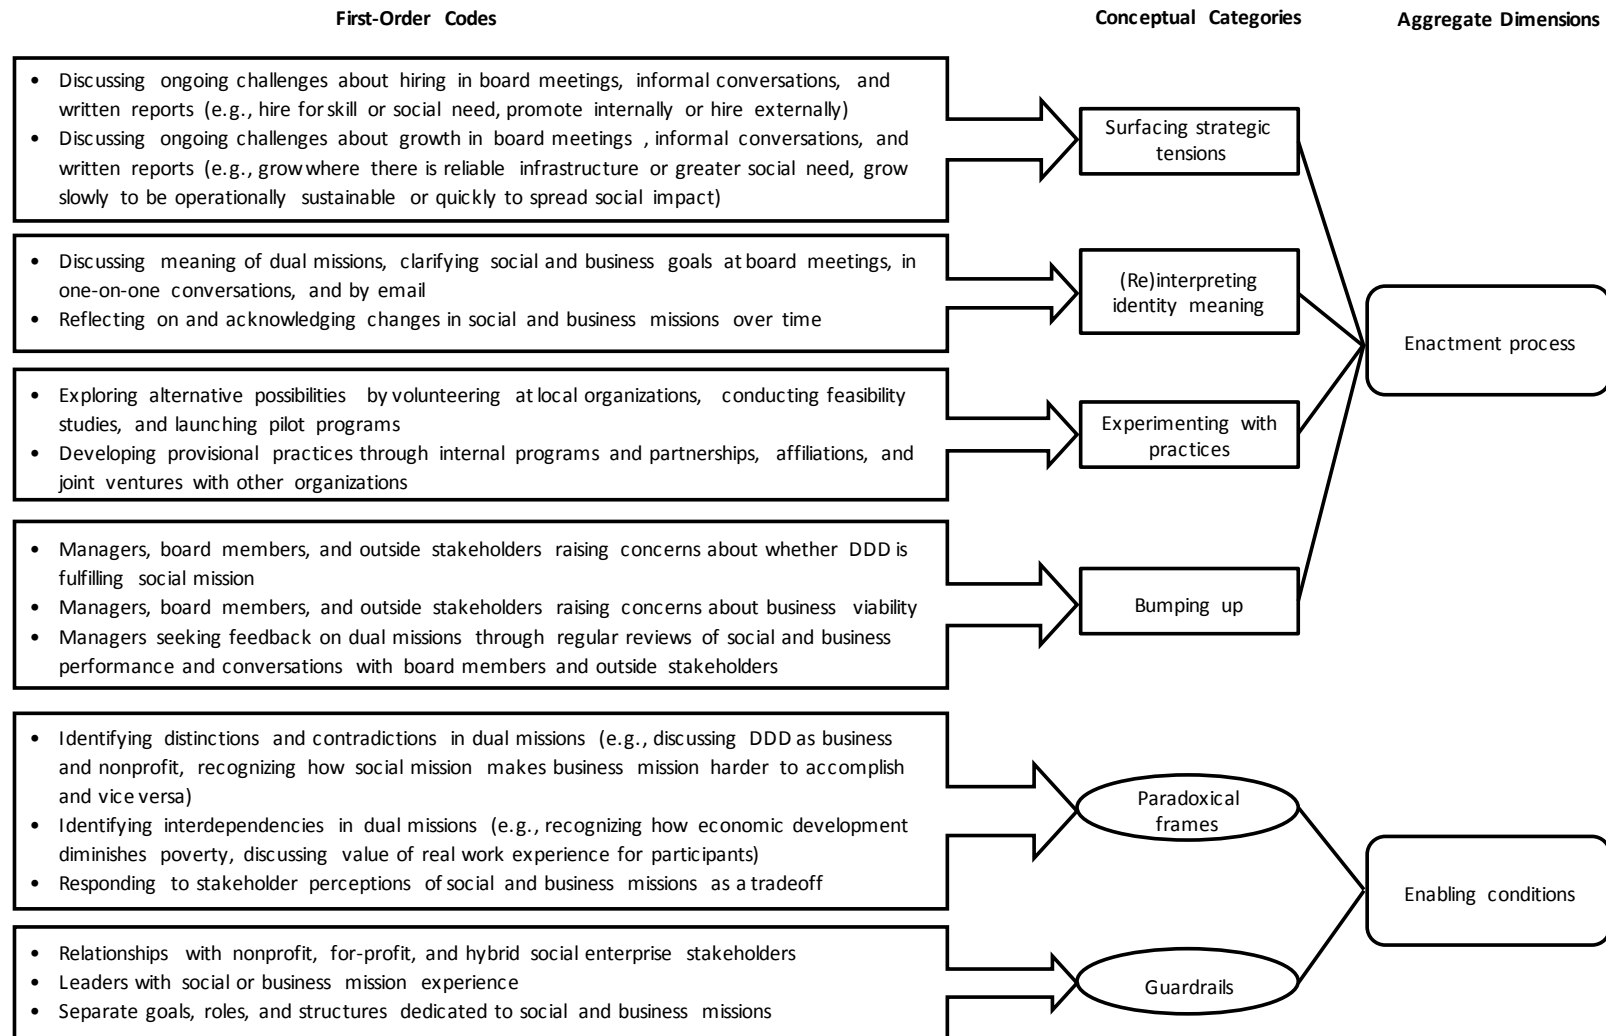 First-Order Codes
Conceptual Categories
Aggregate Dimensions
• Discussing ongoing challenges about hiring in board meetings, informal conversations, and
written reports (e.g., hire for skill or social need, promote internally or hire externally)
• Discussing ongoing challenges about growth in board meetings , informal conversations, and
written reports (e.g., grow where there is reliable infrastructure or greater social need, grow
slowly to be operationally sustainable or quickly to spread social impact)
Surfacing strategic
tensions
• Discussing meaning of dual missions, clarifying social and business goals at board meetings, in
one-on-one conversations, and by email
• Reflecting on and acknowledging changes in social and business missions over time
(Re)interpreting
identity meaning
Enactment process
• Exploring alternative possibilities by volunteering at local organizations, conducting feasibility
studies, and launching pilot programs
• Developing provisional practices through internal programs and partnerships, affiliations, and
joint ventures with other organizations
Experimenting with
practices
• Managers, board members, and outside stakeholders raising concerns about whether DDD is
fulfilling social mission
• Managers, board members, and outside stakeholders raising concerns about business viability
• Managers seeking feedback on dual missions through regular reviews of social and business
performance and conversations with board members and outside stakeholders
Bumping up
• Identifying distinctions and contradictions in dual missions (e.g., discussing DDD as business
and nonprofit, recognizing how social mission makes business mission harder to accomplish
and vice versa)
• Identifying interdependencies in dual missions (e.g., recognizing how economic development
diminishes poverty, discussing value of real work experience for participants)
• Responding to stakeholder perceptions of social and business missions as a tradeoff
Paradoxical
frames
Enabling conditions
• Relationships with nonprofit, for-profit, and hybrid social enterprise stakeholders
• Leaders with social or business mission experience
• Separate goals, roles, and structures dedicated to social and business missions
Guardrails